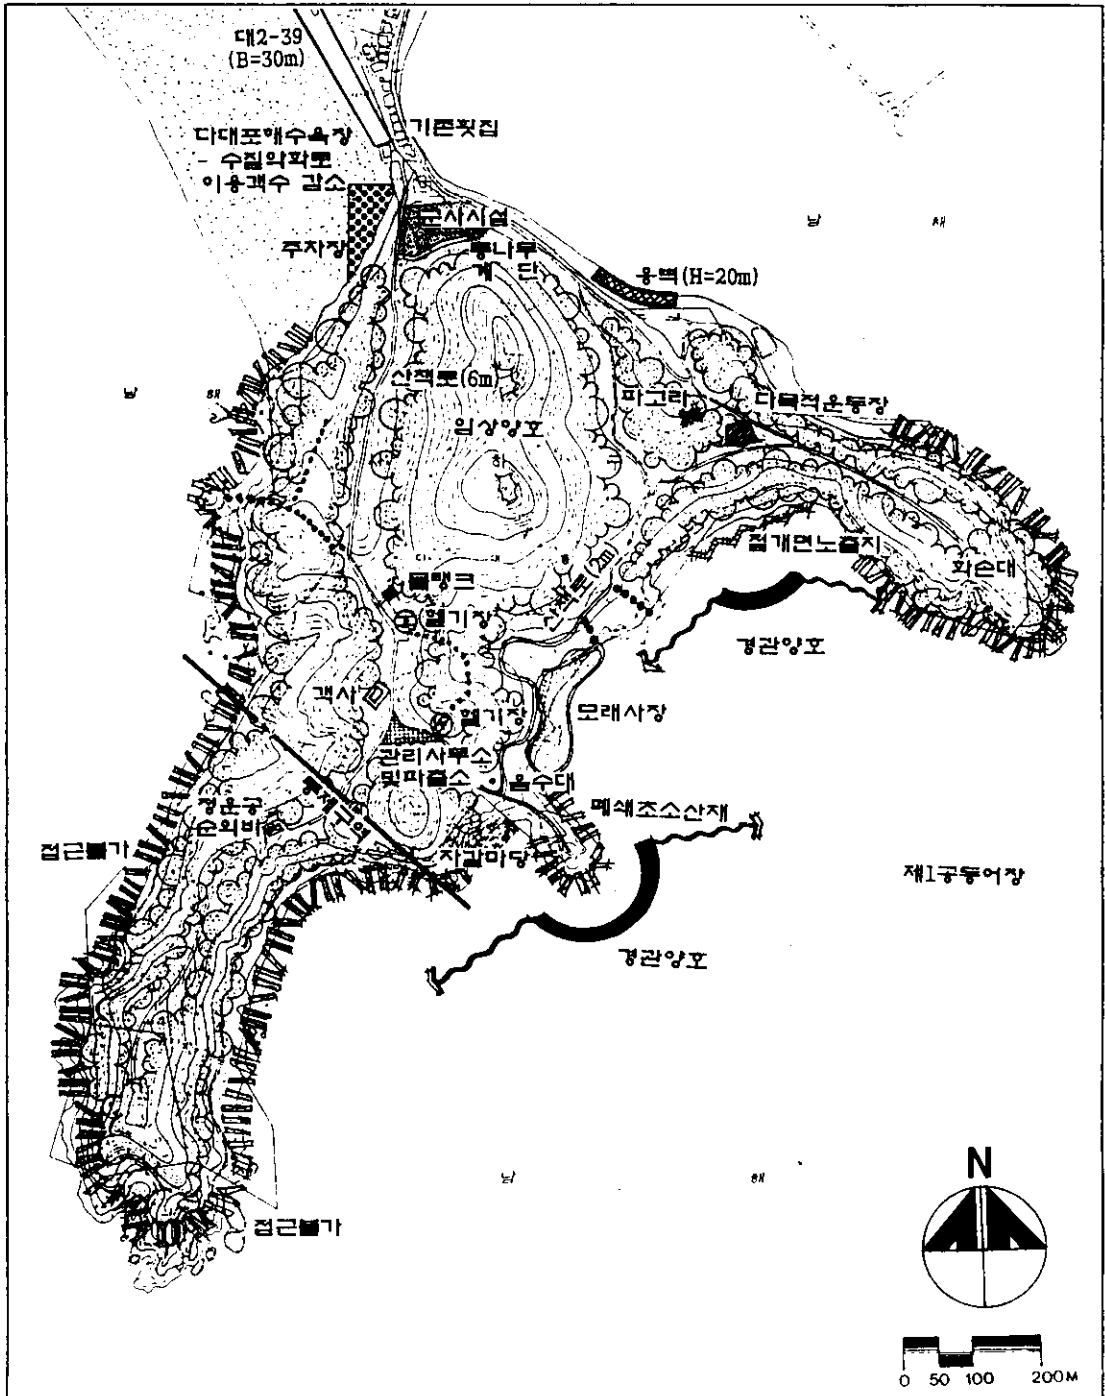 대2-39
(B=30m)
기존횟집
다대포해수욕장
수질악화로
이용객수 감소
군사시설
주차장
통나무
계단
옹벽(H=20m)
남 해
남 해
산책로(6m)
임상양호
파고라
다목적운동장
절개면노출지
화손대
물탱크
헬기장
산책로(2m)
경관양호
객사
헬기장
모래사장
관리사무소
및파출소
음수대
통제구역
정운공
순의비
폐쇄초소산재
접근불가
자갈마당
제1공동어장
경관양호
남 해
접근불가
N
0 50 100 200M